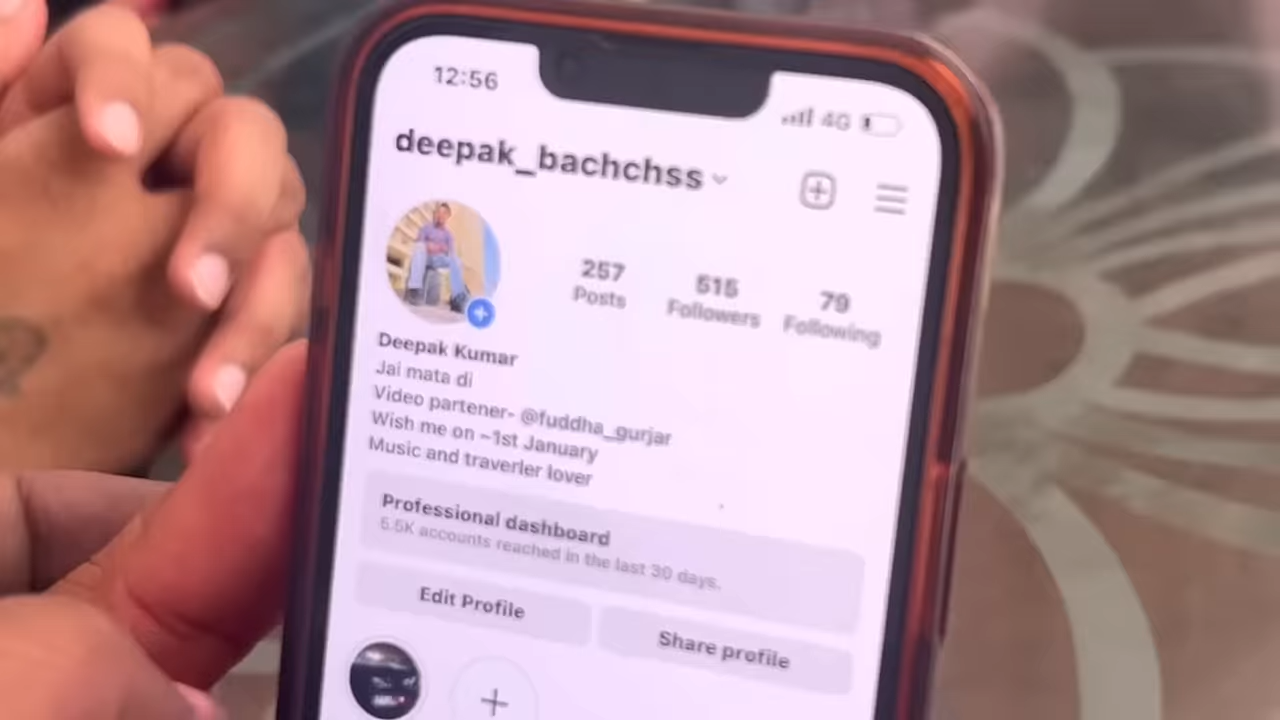 12:56
4G
deepak_bachchss
257 515 79
Posts Followers Following
Deepak Kumar
Jai mata di
Video partener- @fuddha_gurjar
Wish me on ~1st January
Music and traverler lover
Professional dashboard
5.5K accounts reached in the last 30 days.
Edit Profile
Share profile